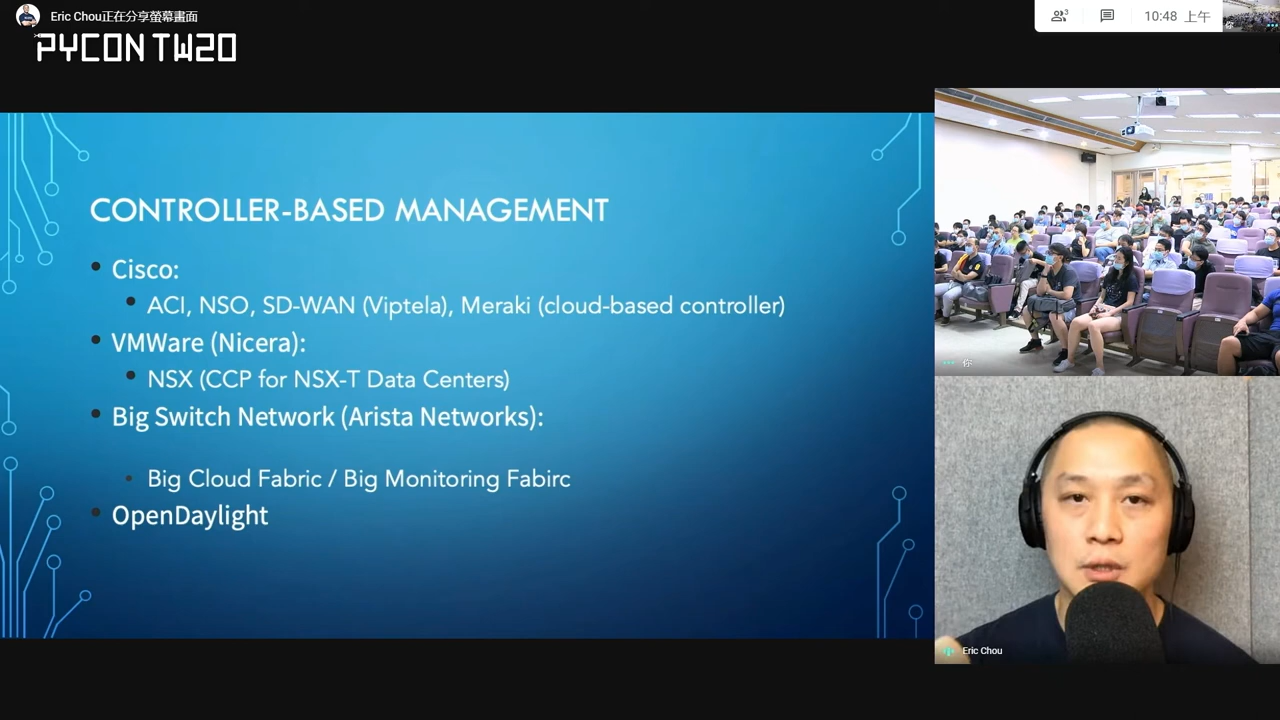 Eric Chou正在分享螢幕畫面
3
10:48 上午
你
PYCON TW20
CONTROLLER-BASED MANAGEMENT
Cisco:
ACI, NSO, SD-WAN (Viptela), Meraki (cloud-based controller)
VMWare (Nicera):
NSX (CCP for NSX-T Data Centers)
Big Switch Network (Arista Networks):
Big Cloud Fabric / Big Monitoring Fabirc
OpenDaylight
你
Eric Chou